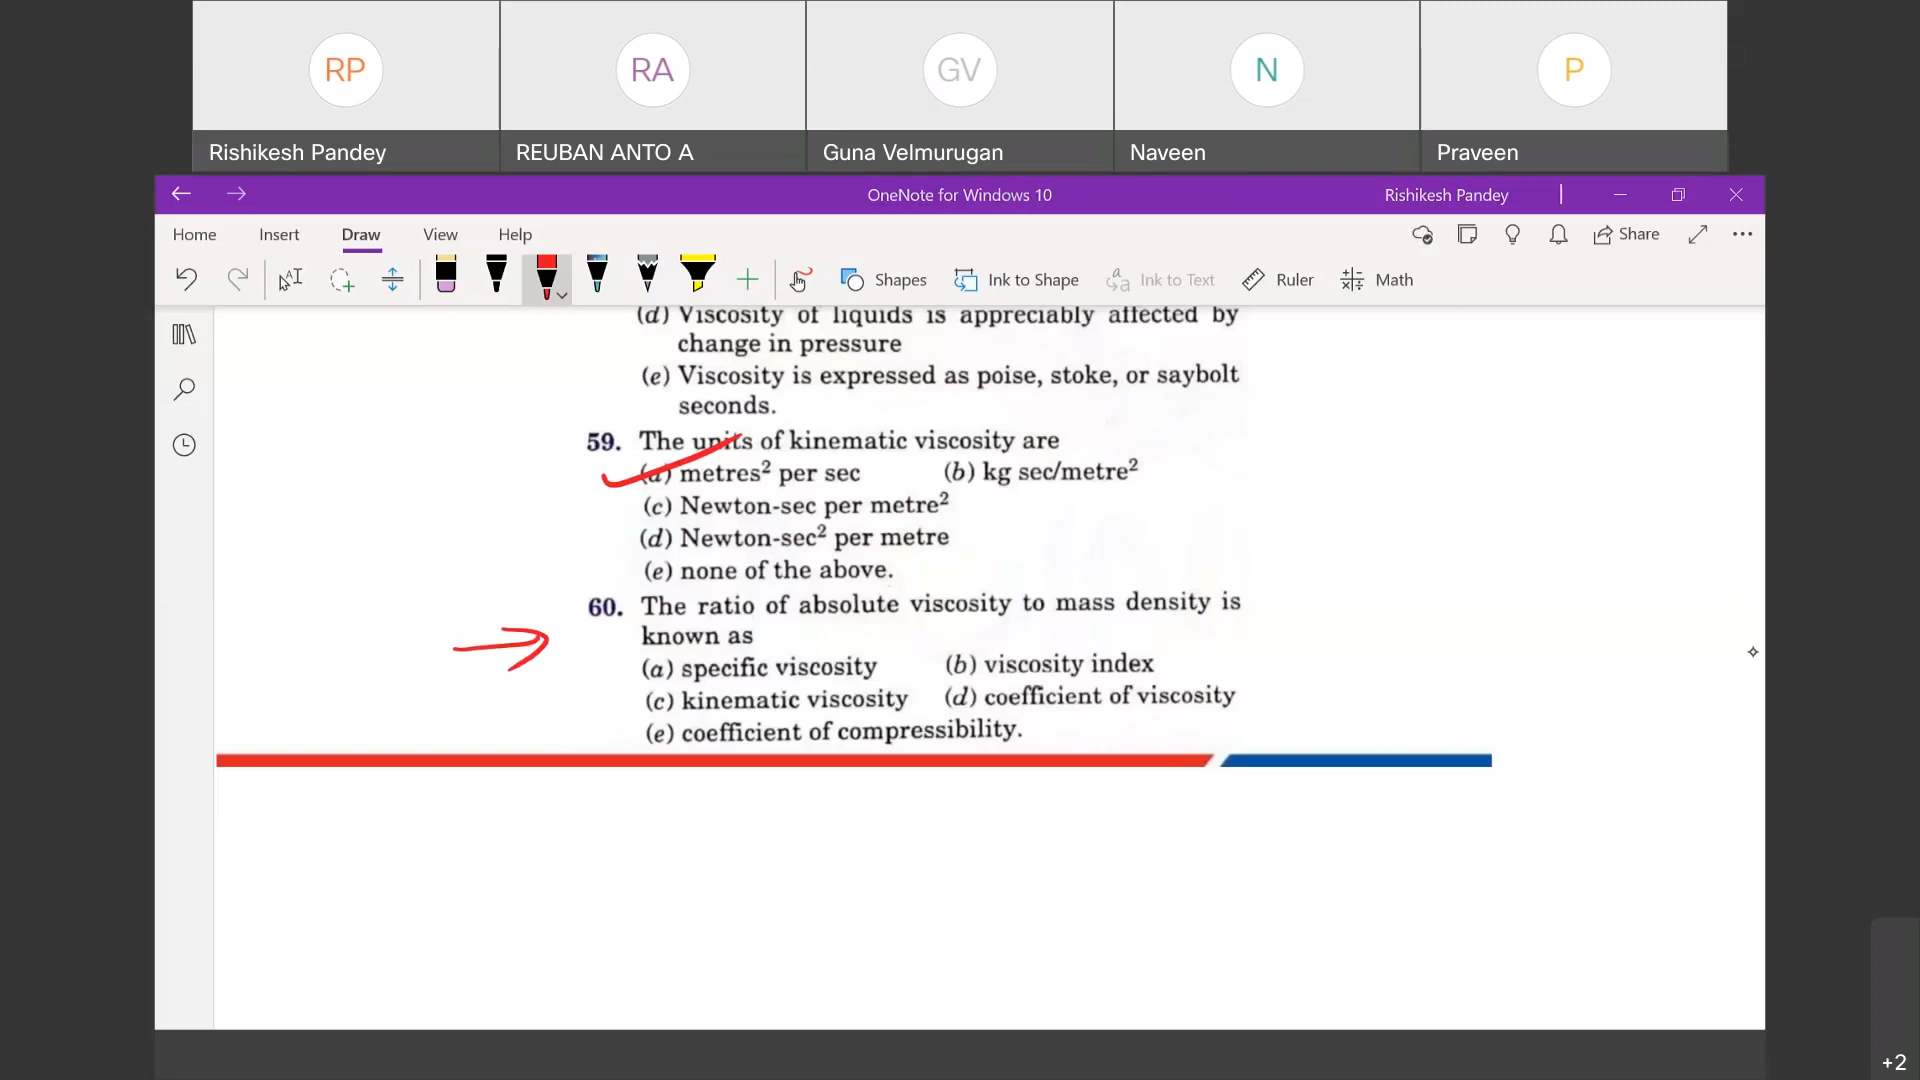 RP
RA
GV
N
P
Rishikesh Pandey
REUBAN ANTO A
Guna Velmurugan
Naveen
Praveen
OneNote for Windows 10
Rishikesh Pandey
Home Insert Draw View Help
Share
Shapes Ink to Shape Ink to Text Ruler Math
(d) Viscosity of liquids is appreciably affected by
change in pressure
(e) Viscosity is expressed as poise, stoke, or saybolt
seconds.
59. The units of kinematic viscosity are
(a) metres² per sec (b) kg sec/metre²
(c) Newton-sec per metre²
(d) Newton-sec² per metre
(e) none of the above.
60. The ratio of absolute viscosity to mass density is
known as
(a) specific viscosity (b) viscosity index
(c) kinematic viscosity (d) coefficient of viscosity
(e) coefficient of compressibility.
+2